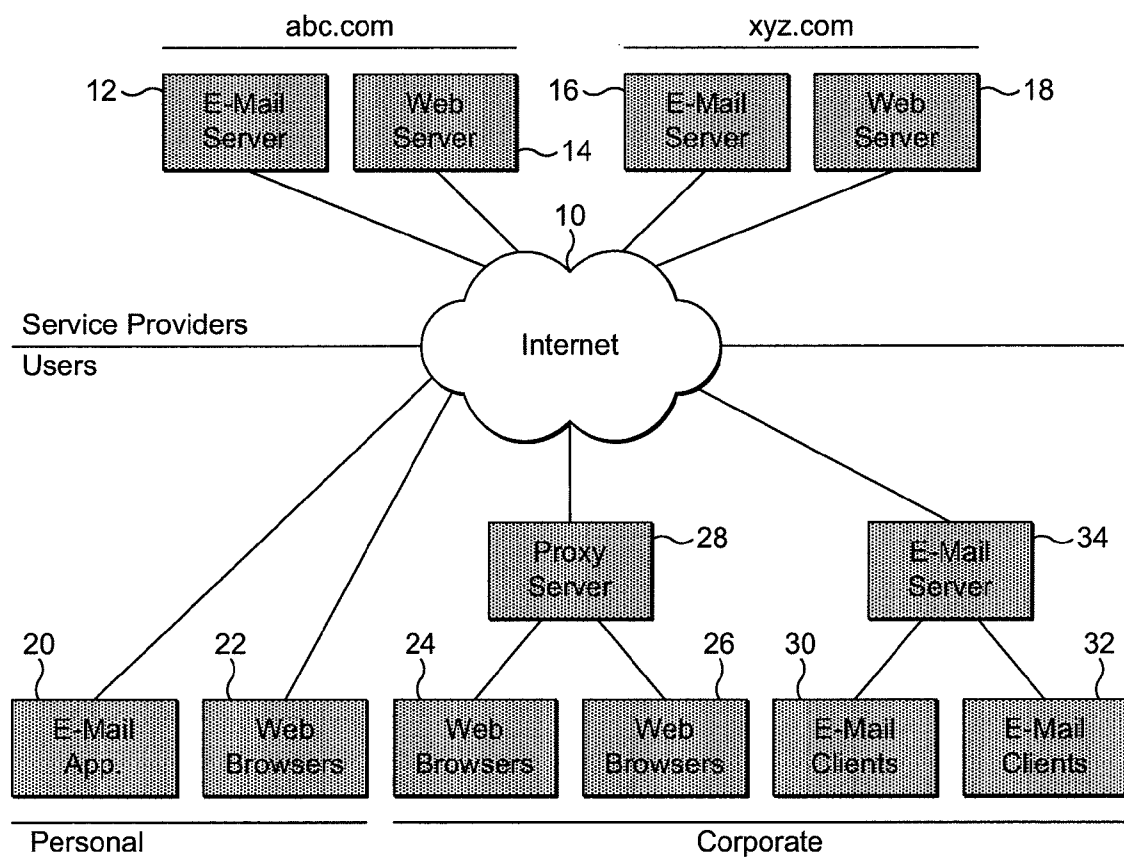 abc.com
xyz.com
12
E-Mail
Server
Web
Server
14
16
E-Mail
Server
Web
Server
18
10
Internet
Service Providers
Users
Proxy
Server
28
E-Mail
Server
34
20
E-Mail
App.
22
Web
Browsers
24
Web
Browsers
26
Web
Browsers
30
E-Mail
Clients
32
E-Mail
Clients
Personal
Corporate